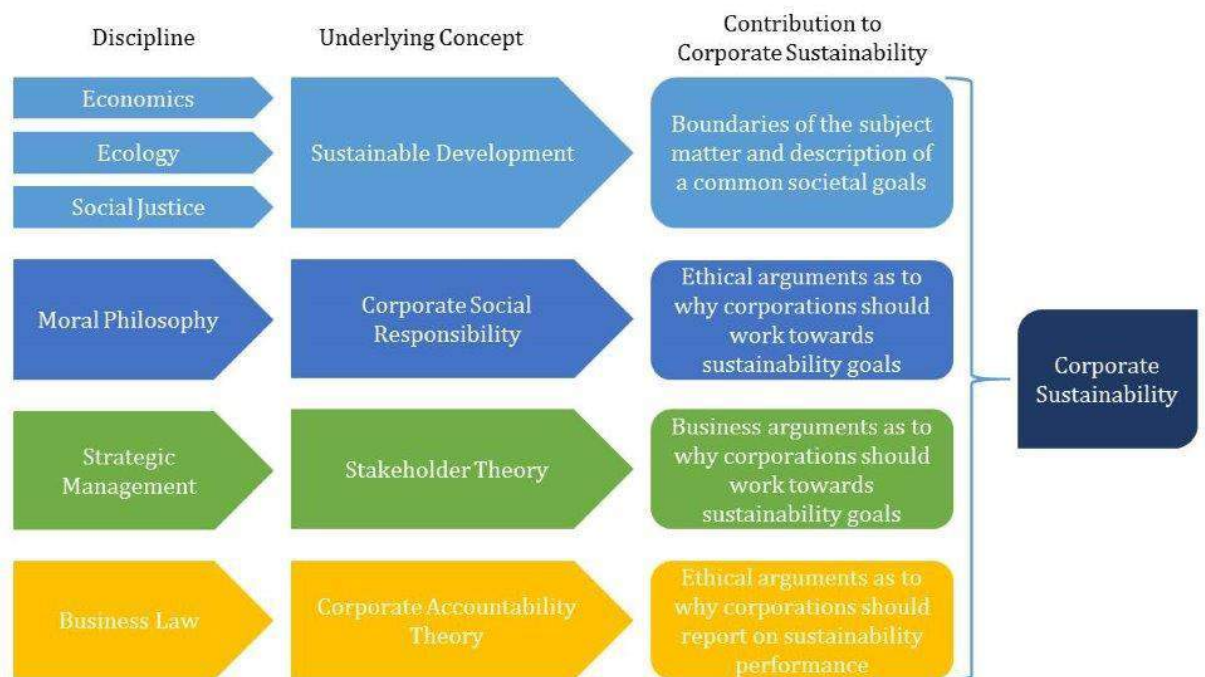 Discipline
Underlying Concept
Contribution to
Corporate Sustainability
Economics
Ecology
Social Justice
Sustainable Development
Boundaries of the subject
matter and description of
a common societal goals
Moral Philosophy
Corporate Social
Responsibility
Ethical arguments as to
why corporations should
work towards
sustainability goals
Strategic
Management
Stakeholder Theory
Business arguments as to
why corporations should
work towards
sustainability goals
Business Law
Corporate Accountability
Theory
Ethical arguments as to
why corporations should
report on sustainability
performance
Corporate
Sustainability